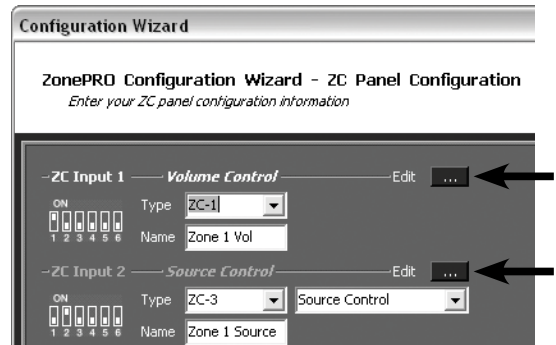 Configuration Wizard
ZonePRO Configuration Wizard - ZC Panel Configuration
Enter your ZC panel configuration information
ZC Input 1 Volume Control Edit ...
ON Type ZC-1
1 2 3 4 5 6 Name Zone 1 Vol
ZC Input 2 Source Control Edit ...
ON Type ZC-3 Source Control
1 2 3 4 5 6 Name Zone 1 Source